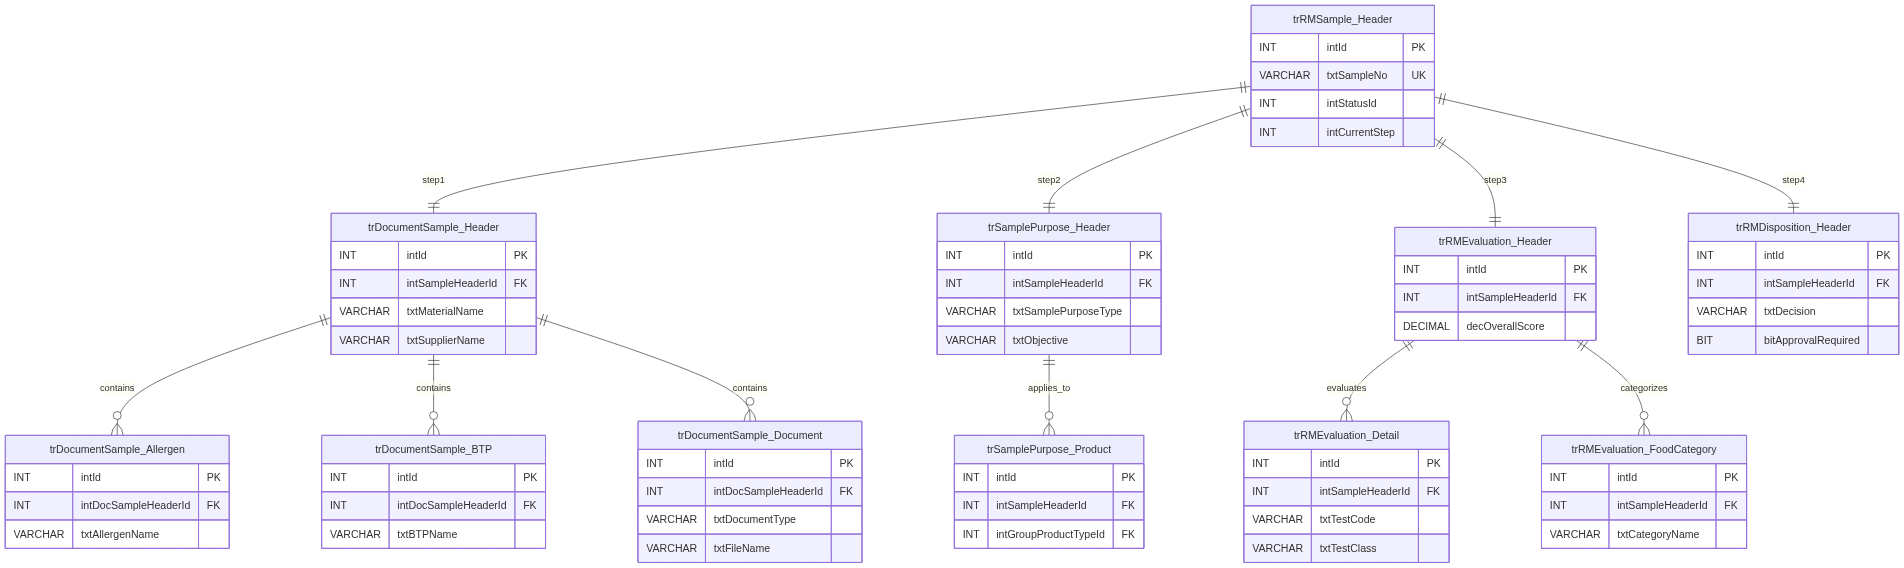 trRMSample_Header
INT intId PK
VARCHAR txtSampleNo UK
INT intStatusId
INT intCurrentStep
step1
step2
step3
step4
trDocumentSample_Header
INT intId PK
INT intSampleHeaderId FK
VARCHAR txtMaterialName
VARCHAR txtSupplierName
trSamplePurpose_Header
INT intId PK
INT intSampleHeaderId FK
VARCHAR txtSamplePurposeType
VARCHAR txtObjective
trRMEvaluation_Header
INT intId PK
INT intSampleHeaderId FK
DECIMAL decOverallScore
trRMDisposition_Header
INT intId PK
INT intSampleHeaderId FK
VARCHAR txtDecision
BIT bitApprovalRequired
contains
contains
contains
applies_to
evaluates
categorizes
trDocumentSample_Allergen
INT intId PK
INT intDocSampleHeaderId FK
VARCHAR txtAllergenName
trDocumentSample_BTP
INT intId PK
INT intDocSampleHeaderId FK
VARCHAR txtBTPName
trDocumentSample_Document
INT intId PK
INT intDocSampleHeaderId FK
VARCHAR txtDocumentType
VARCHAR txtFileName
trSamplePurpose_Product
INT intId PK
INT intSampleHeaderId FK
INT intGroupProductTypeId FK
trRMEvaluation_Detail
INT intId PK
INT intSampleHeaderId FK
VARCHAR txtTestCode
VARCHAR txtTestClass
trRMEvaluation_FoodCategory
INT intId PK
INT intSampleHeaderId FK
VARCHAR txtCategoryName